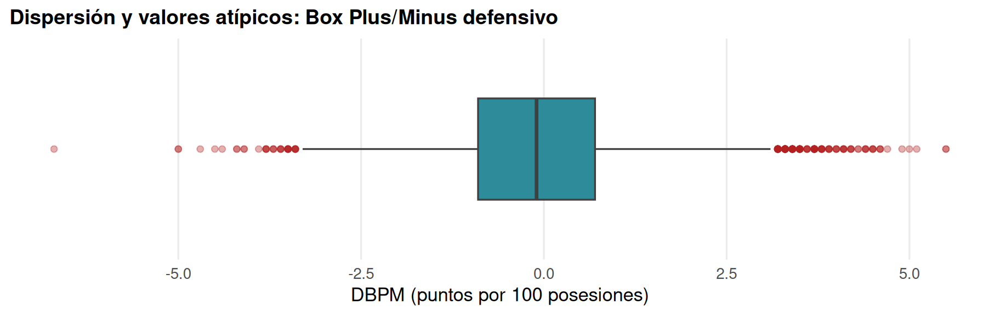 Dispersión y valores atípicos: Box Plus/Minus defensivo
-5.0 -2.5 0.0 2.5 5.0
DBPM (puntos por 100 posesiones)